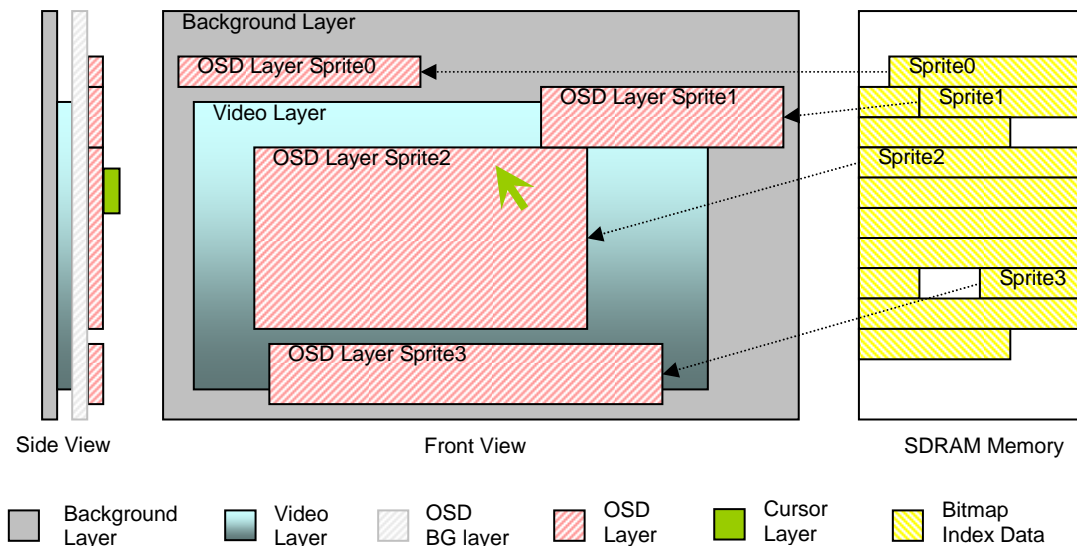 Background Layer
OSD Layer Sprite0
Sprite0
OSD Layer Sprite1
Sprite1
Video Layer
OSD Layer Sprite2
Sprite2
Sprite3
OSD Layer Sprite3
Side View
Front View
SDRAM Memory
Background
Layer
Video
Layer
OSD
BG layer
OSD
Layer
Cursor
Layer
Bitmap
Index Data